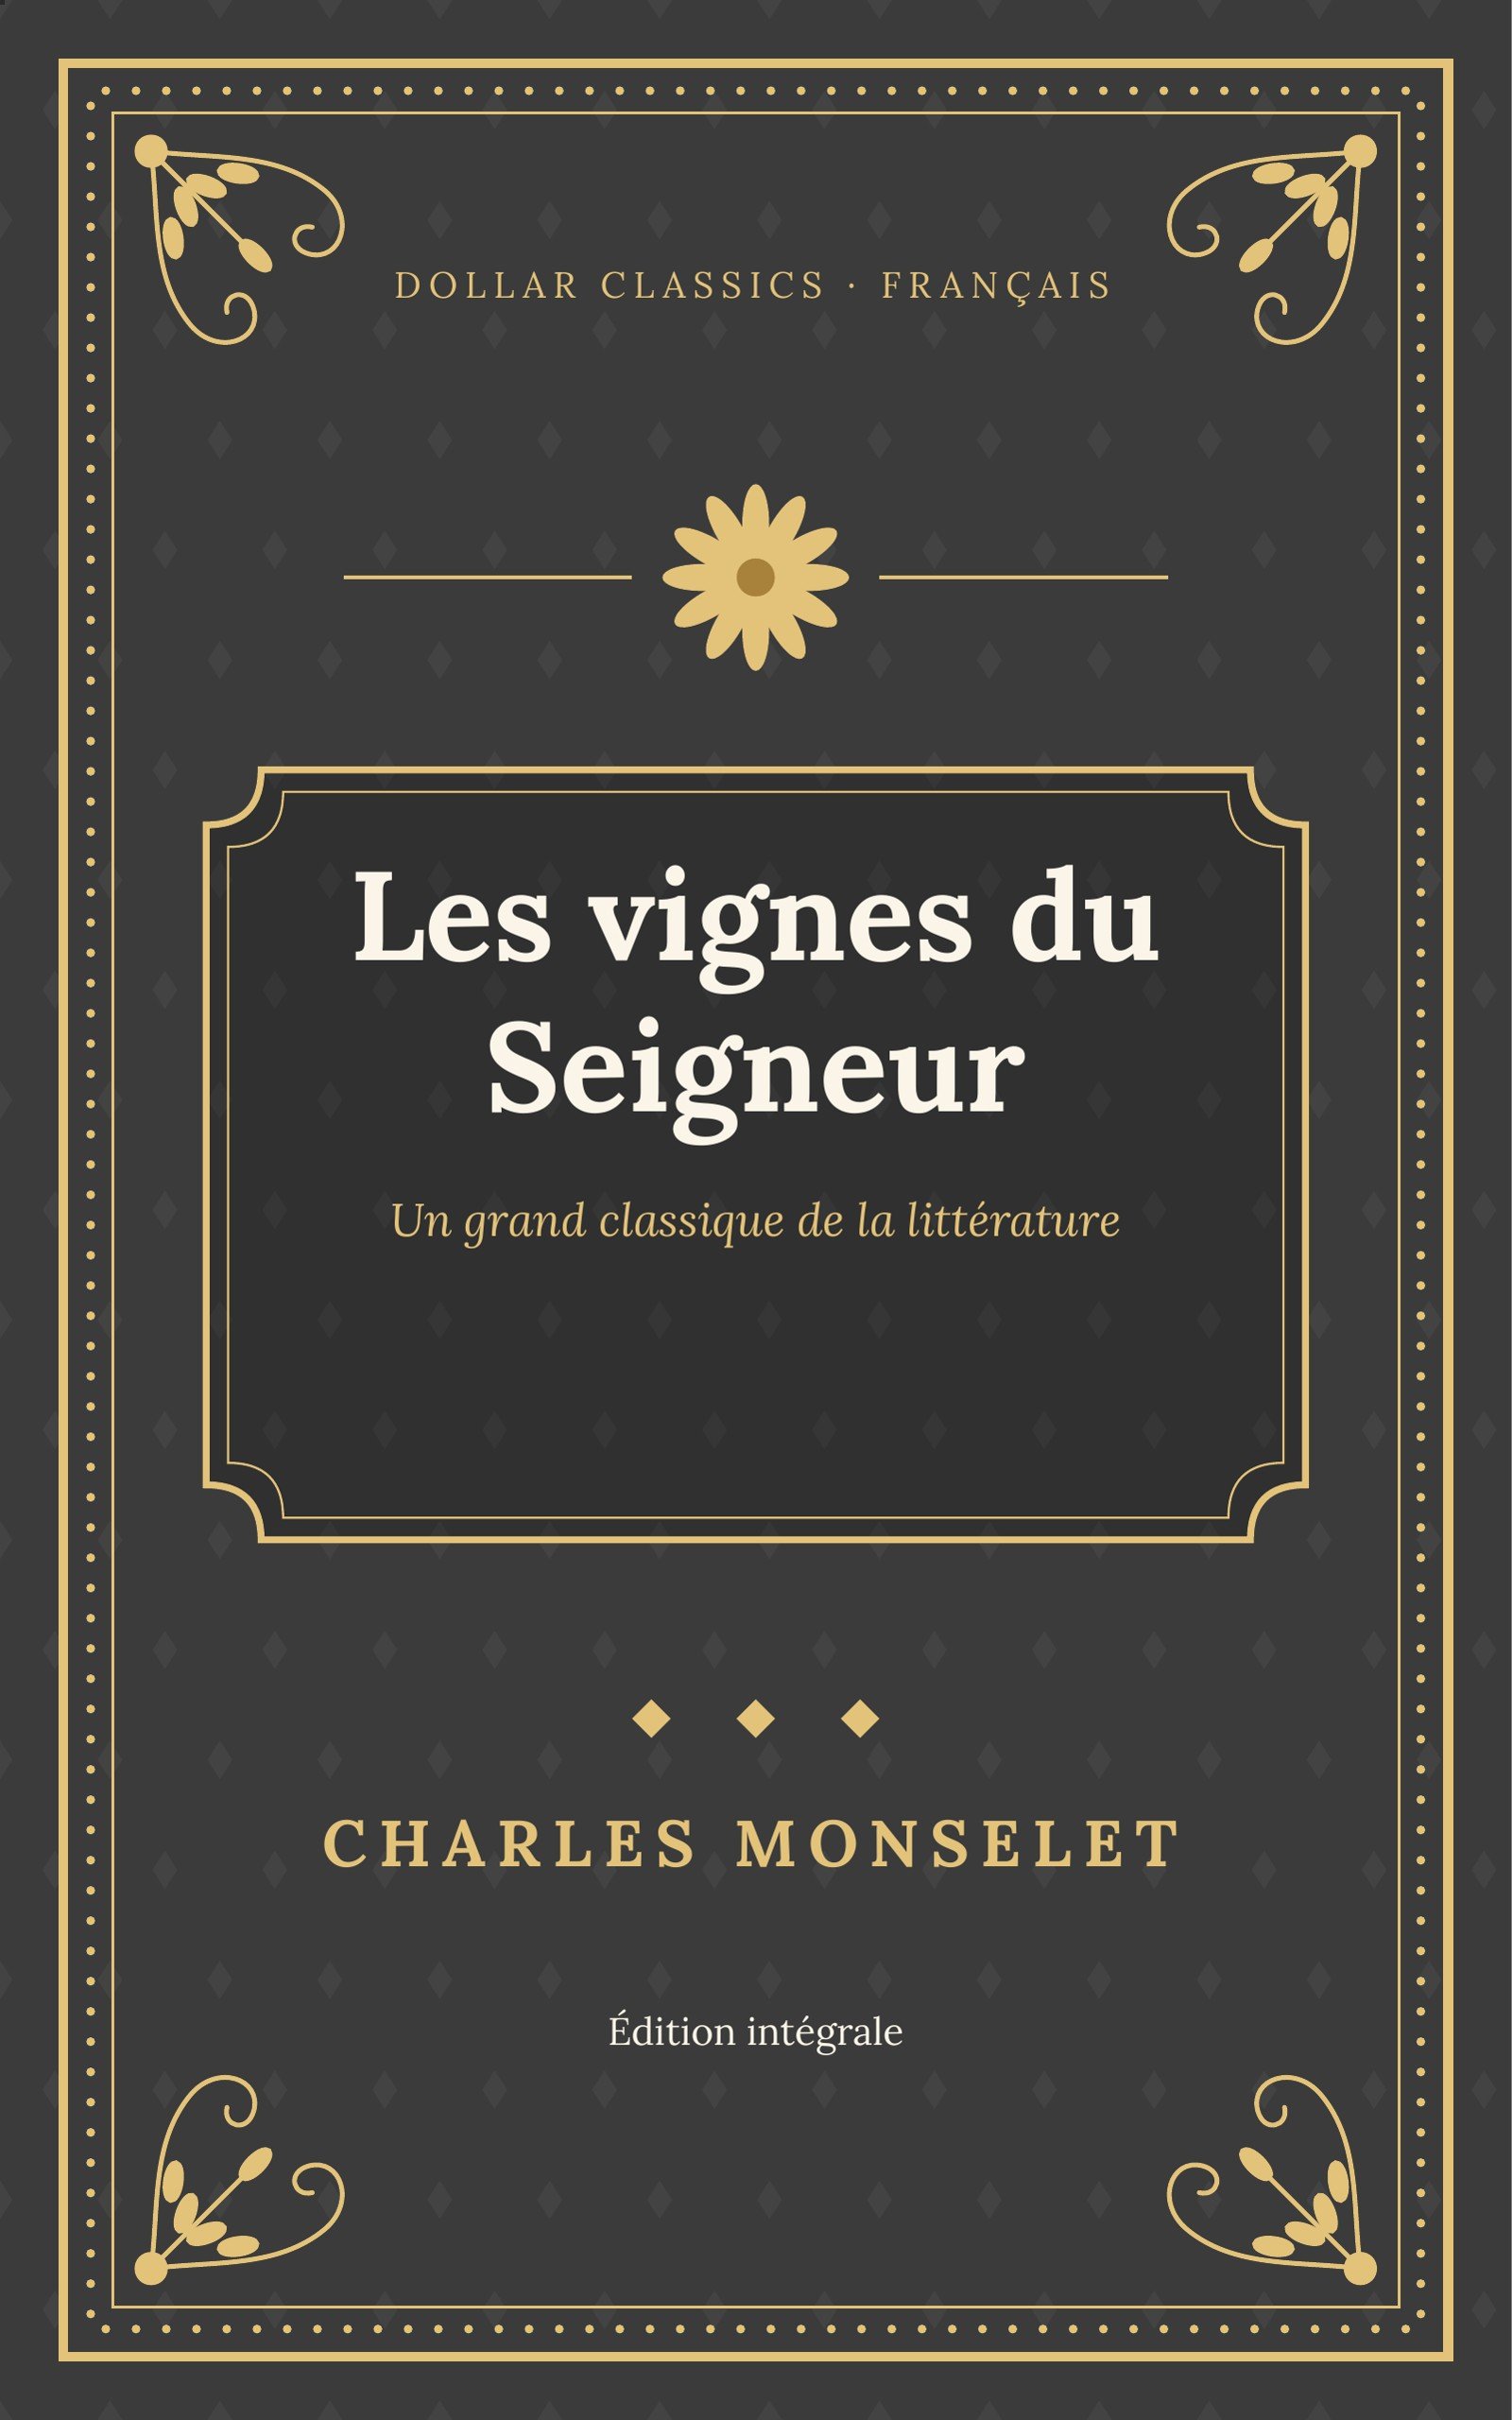 DOLLAR CLASSICS · FRANÇAIS
Les vignes du
Seigneur
Un grand classique de la littérature
CHARLES MONSELET
Édition intégrale